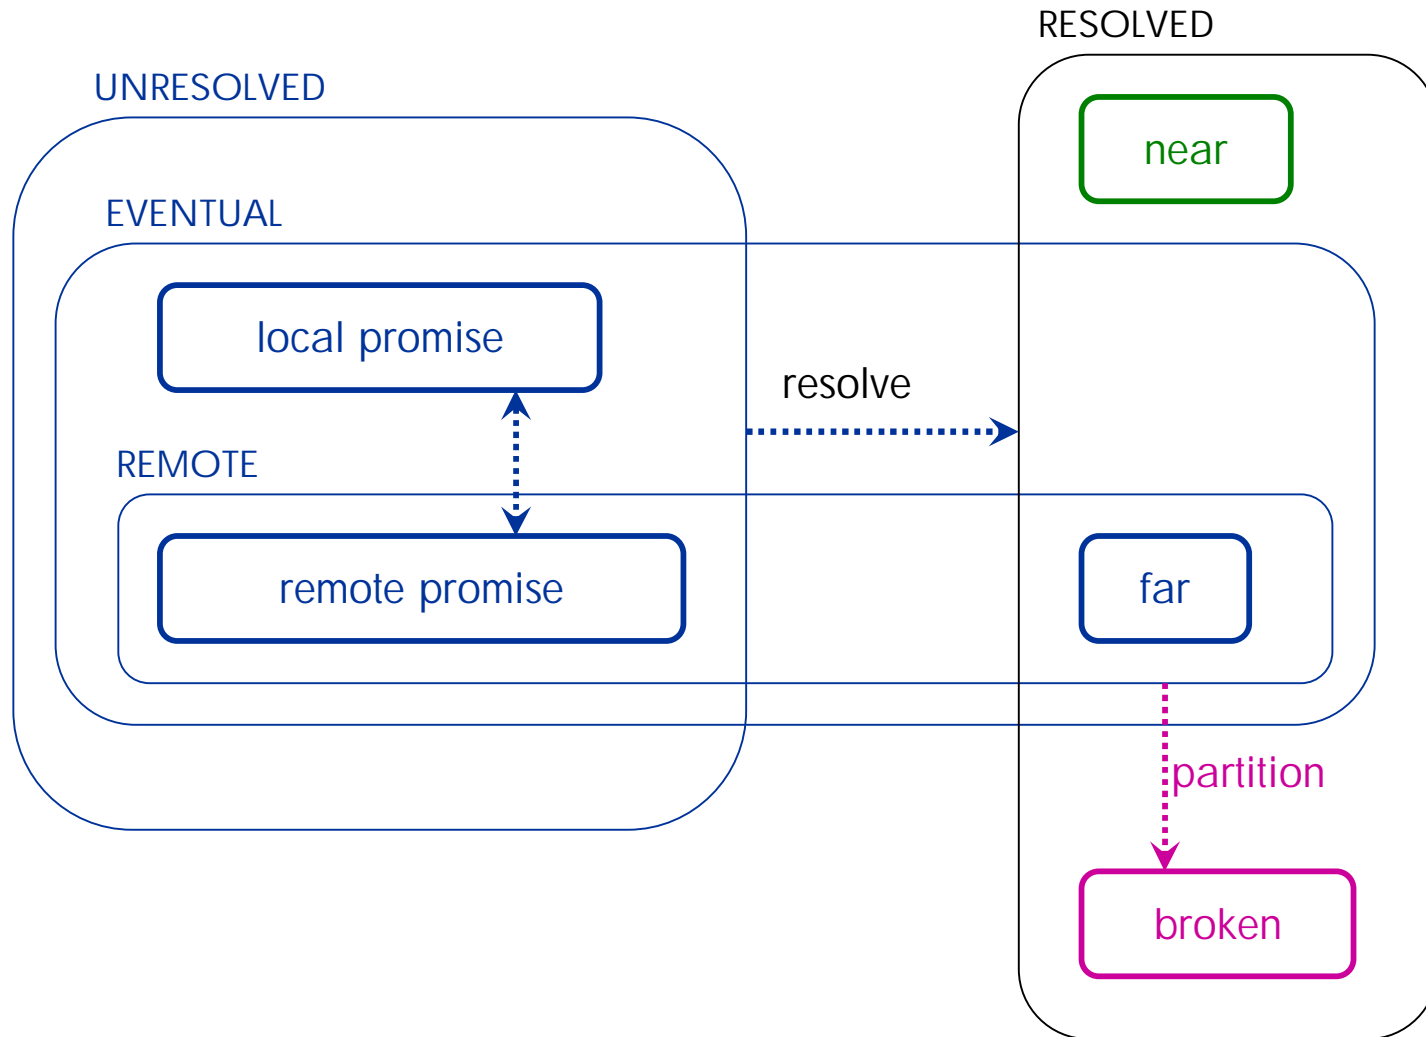 RESOLVED
UNRESOLVED
near
EVENTUAL
local promise
resolve
REMOTE
remote promise
far
partition
broken